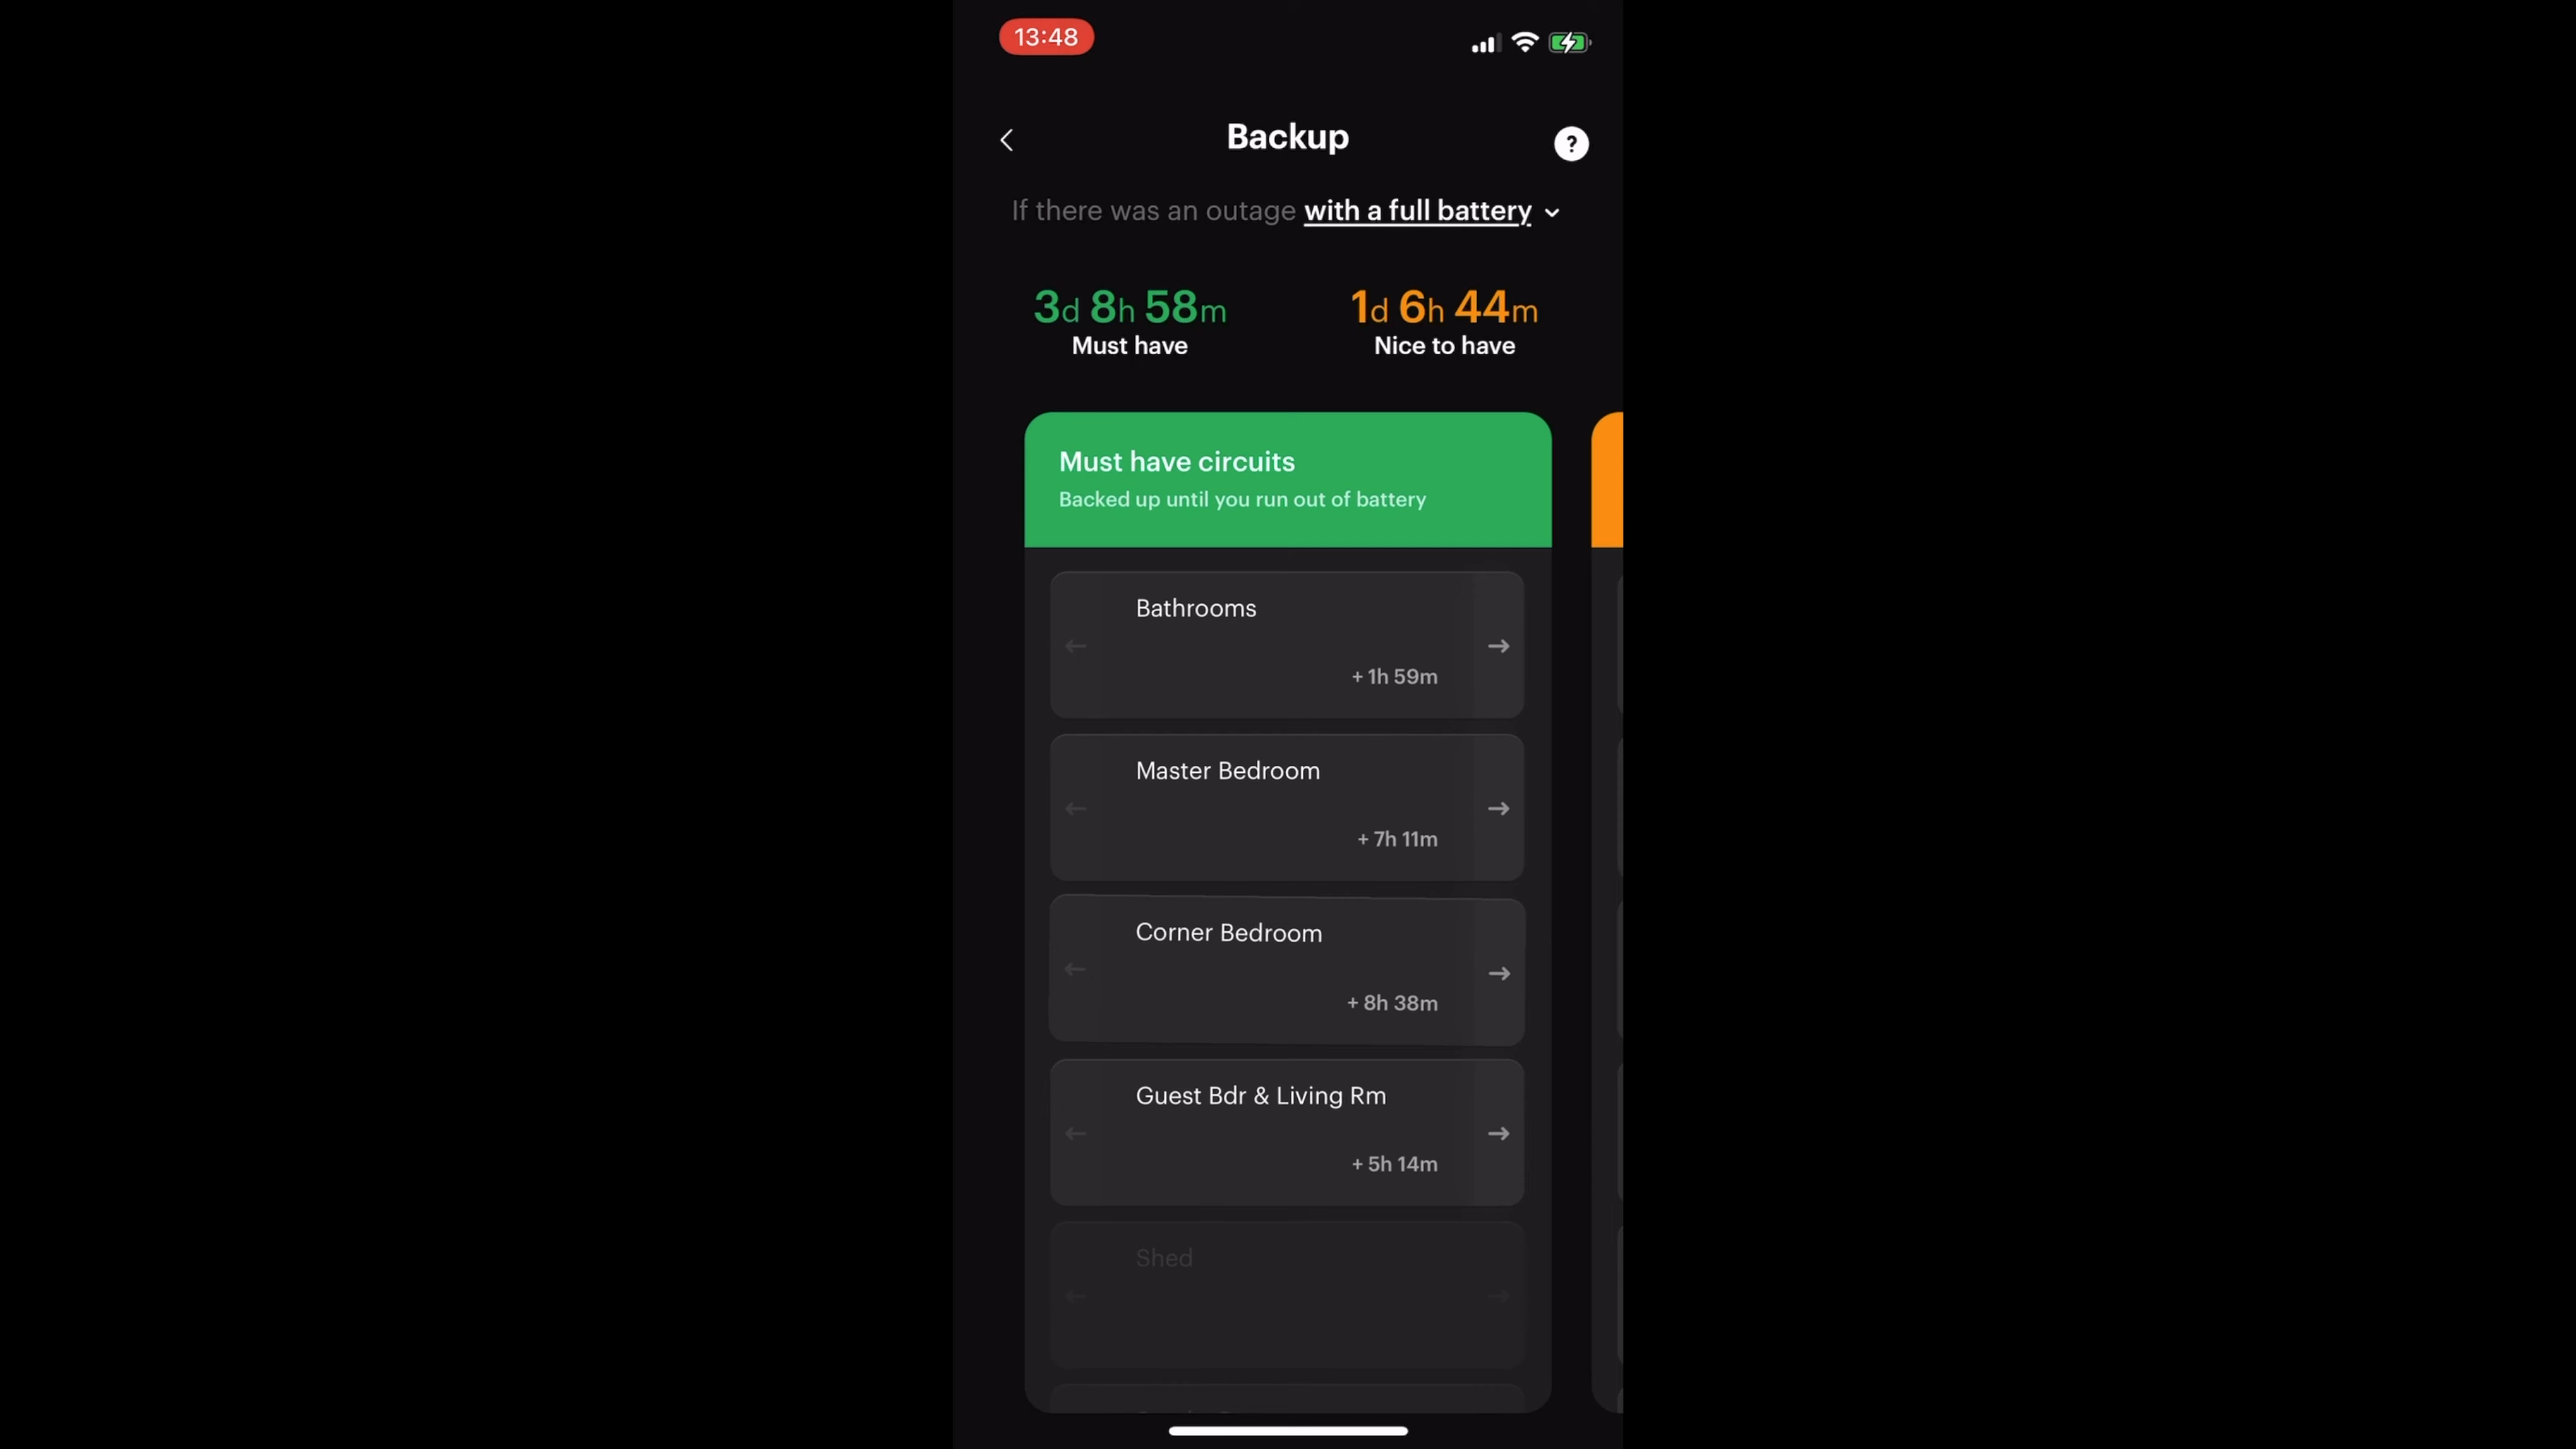 13:48
Backup
?
If there was an outage with a full battery
3d 8h 58m
Must have
1d 6h 44m
Nice to have
Must have circuits
Backed up until you run out of battery
Bathrooms
+ 1h 59m
Master Bedroom
+ 7h 11m
Corner Bedroom
+ 8h 38m
Guest Bdr & Living Rm
+ 5h 14m
Shed